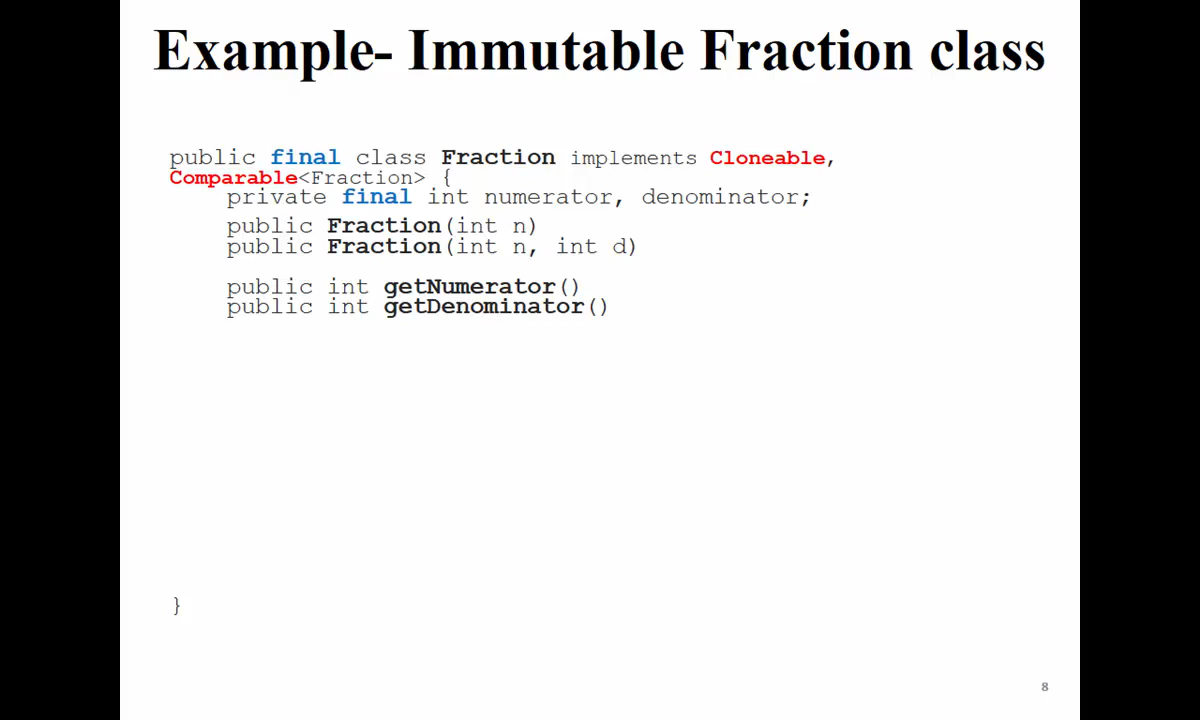 Example- Immutable Fraction class
public final class Fraction implements Cloneable,
Comparable<Fraction> {
private final int numerator, denominator;
public Fraction(int n)
public Fraction(int n, int d)
public int getNumerator()
public int getDenominator()
}
8